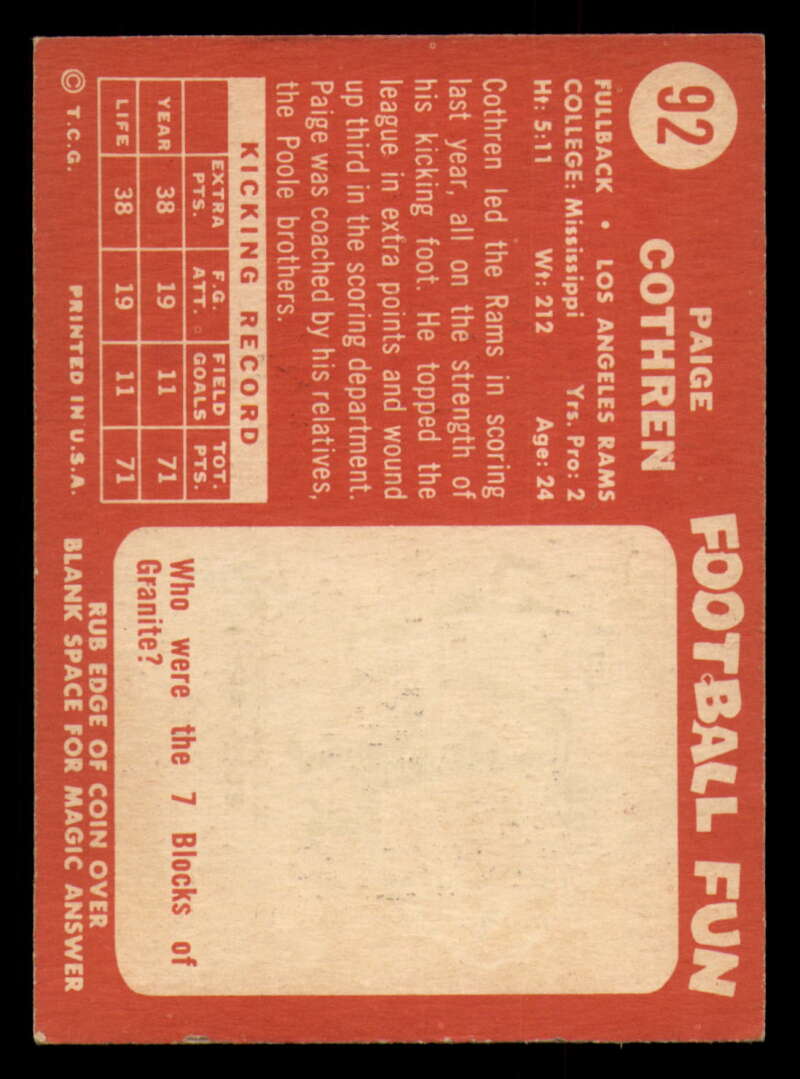 92
PAIGE
COTHREN
FULLBACK • LOS ANGELES RAMS
COLLEGE: Mississippi Yrs. Pro: 2
Ht: 5:11 Wt: 212 Age: 24
Cothren led the Rams in scoring
last year, all on the strength of
his kicking foot. He topped the
league in extra points and wound
up third in the scoring department.
Paige was coached by his relatives,
the Poole brothers.
KICKING RECORD
EXTRA PTS. F.G. ATT. FIELD GOALS TOT. PTS.
YEAR 38 19 11 71
LIFE 38 19 11 71
© T.C.G. PRINTED IN U.S.A.
FOOTBALL FUN
Who were the 7 Blocks of
Granite?
RUB EDGE OF COIN OVER
BLANK SPACE FOR MAGIC ANSWER